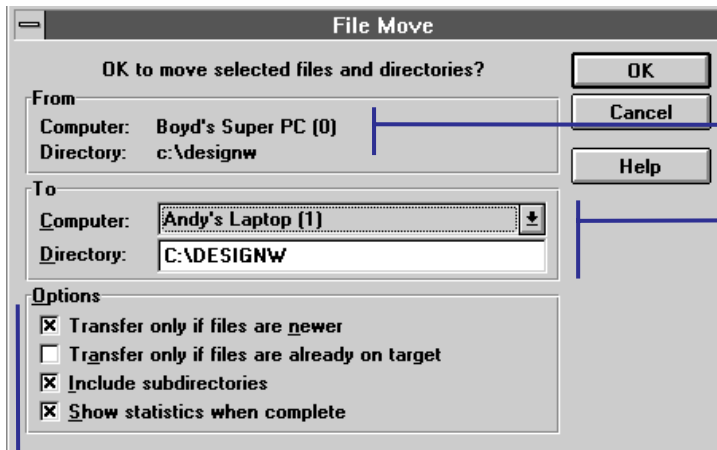 File Move
OK to move selected files and directories?
OK
Cancel
Help
From
Computer: Boyd's Super PC (0)
Directory: c:\designw
To
Computer: Andy's Laptop (1)
Directory: C:\DESIGNW
Options
Transfer only if files are newer
Transfer only if files are already on target
Include subdirectories
Show statistics when complete